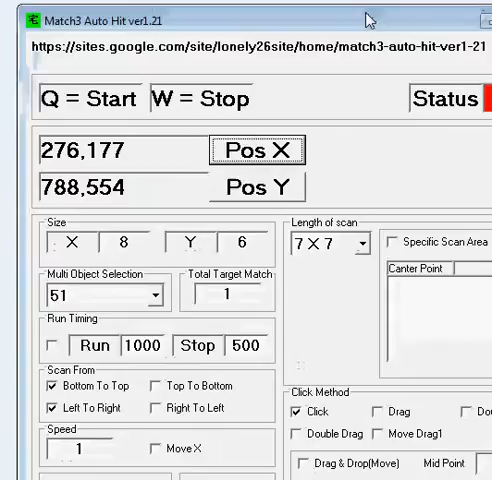 Match3 Auto Hit ver1.21
https://sites.google.com/site/lonely26site/home/match3-auto-hit-ver1-21
Q = Start W = Stop Status
276,177 Pos X
788,554 Pos Y
Size Length of scan
X 8 Y 6 7 X 7 Specific Scan Area
Multi Object Selection Total Target Match Canter Point
51 1
Run Timing
Run 1000 Stop 500
Scan From
Bottom To Top Top To Bottom Click Method
Left To Right Right To Left Click Drag
Speed Double Drag Move Drag1
1 Move X Drag & Drop(Move) Mid Point